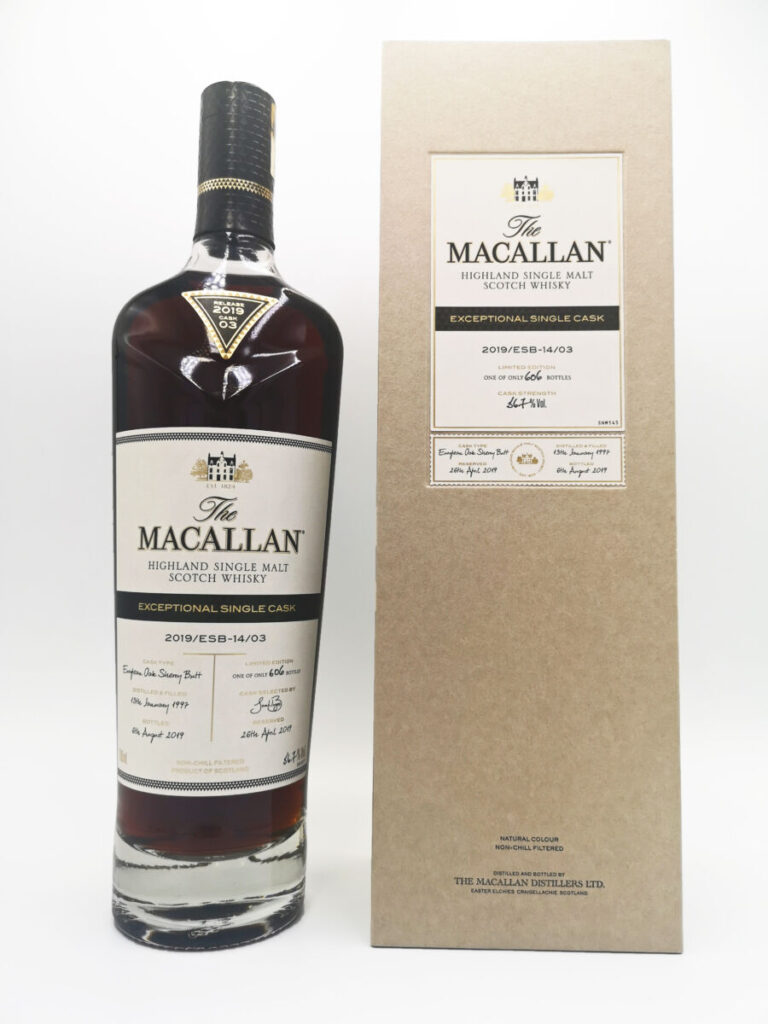 RELEASE
2019
CASK
03
EST. 1824
The
MACALLAN
HIGHLAND SINGLE MALT
SCOTCH WHISKY
EXCEPTIONAL SINGLE CASK
2019/ESB-14/03
CASK TYPE
European Oak Sherry Butt
DISTILLED & FILLED
13th January 1997
BOTTLED
6th August 2019
LIMITED EDITION
ONE OF ONLY 606 BOTTLES
CASK SELECTED BY
RESERVED
26th April 2019
NON-CHILL FILTERED
PRODUCT OF SCOTLAND
56.7% Vol
The
MACALLAN®
HIGHLAND SINGLE MALT
SCOTCH WHISKY
EXCEPTIONAL SINGLE CASK
2019/ESB-14/03
LIMITED EDITION
ONE OF ONLY 606 BOTTLES
CASK STRENGTH
56.7% Vol.
CASK TYPE
European Oak Sherry Butt
RESERVED
26th April 2019
DISTILLED & FILLED
13th January 1997
BOTTLED
6th August 2019
NATURAL COLOUR
NON-CHILL FILTERED
DISTILLED AND BOTTLED BY
THE MACALLAN DISTILLERS LTD.
EASTER ELCHIES CRAIGELLACHIE SCOTLAND